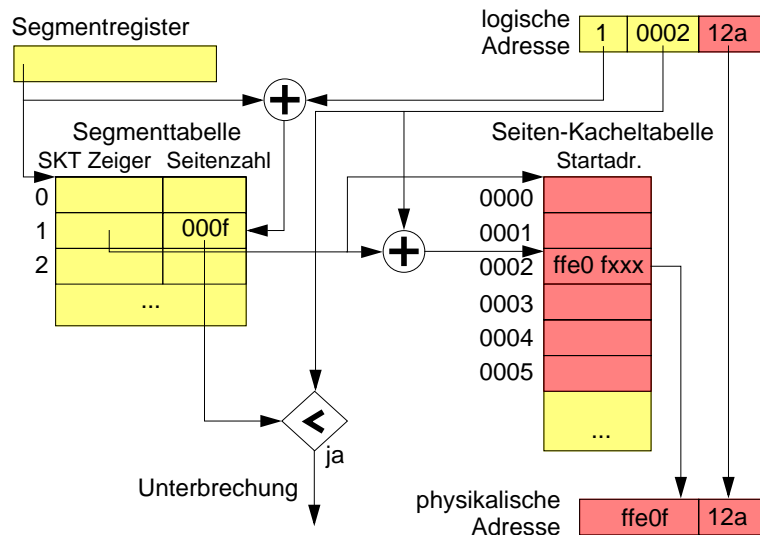 Segmentregister
logische
Adresse
1 0002 12a
Segmenttabelle
SKT Zeiger Seitenzahl
0
1 000f
2
...
Seiten-Kacheltabelle
Startadr.
0000
0001
0002 ffe0 fxxx
0003
0004
0005
...
<
ja
Unterbrechung
physikalische
Adresse
ffe0f 12a